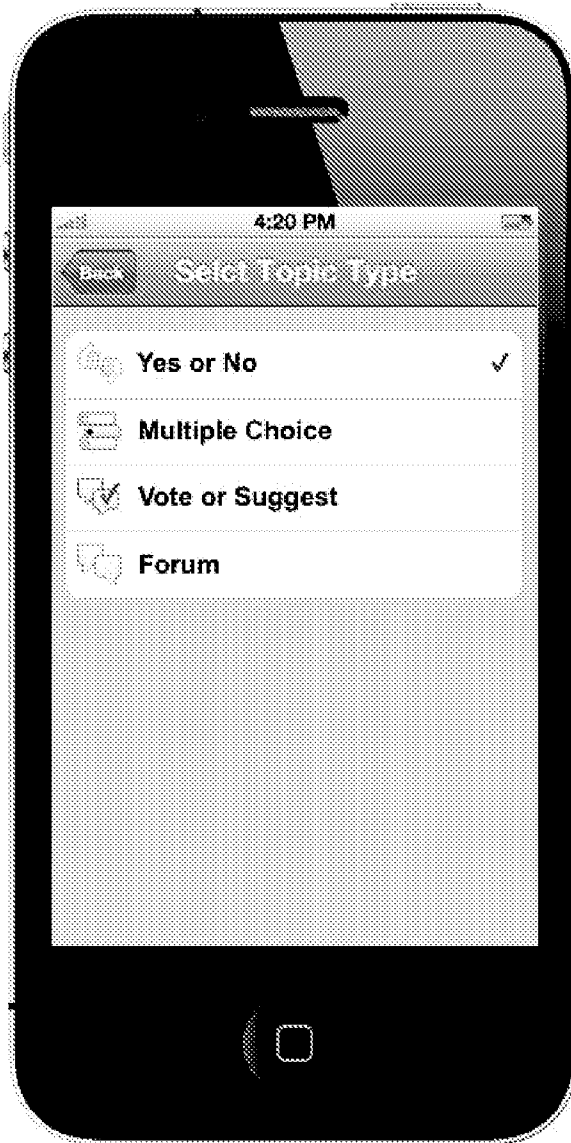 4:20 PM
Back
Selct Topic Type
Yes or No
Multiple Choice
Vote or Suggest
Forum